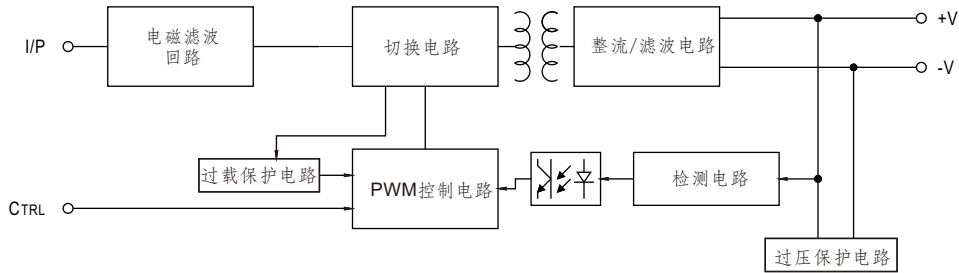 I/P
电磁滤波
回路
切换电路
整流/滤波电路
+V
-V
过载保护电路
PWM控制电路
检测电路
CTRL
过压保护电路